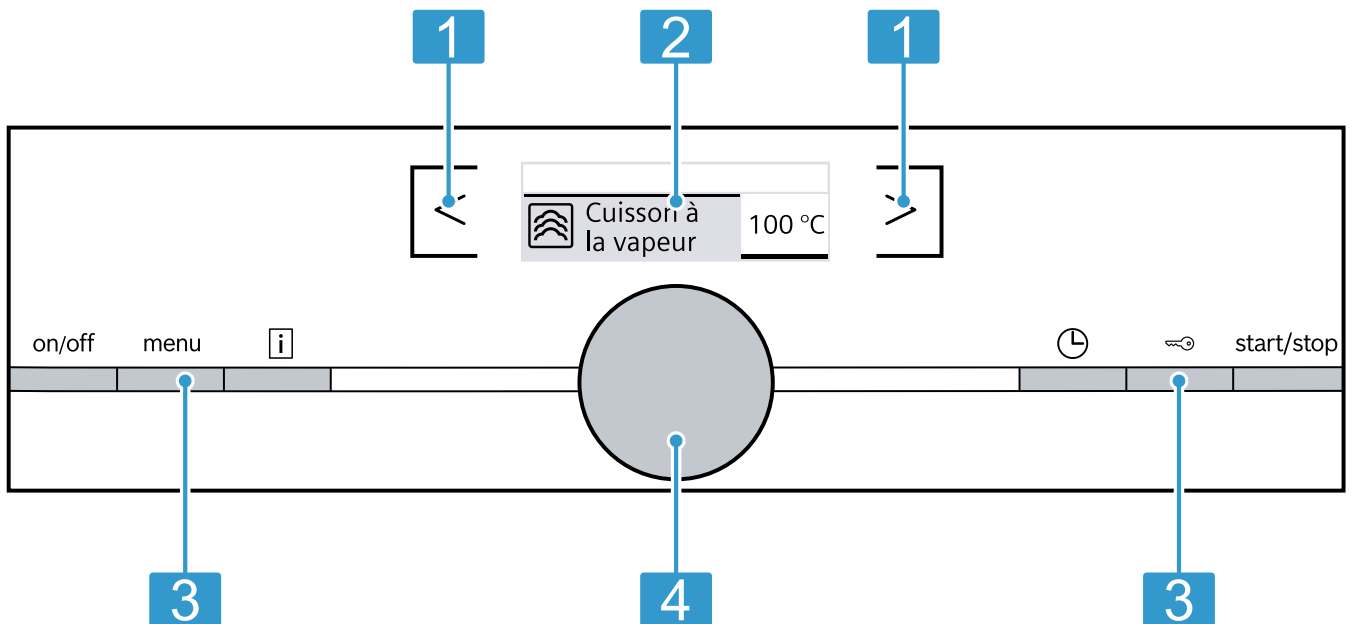 1 2 1
< Cuisson à 100 °C >
la vapeur
on/off menu i start/stop
3 4 3